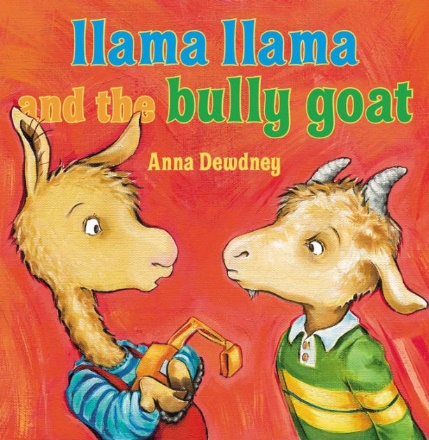 llama llama
and the bully goat
Anna Dewdney